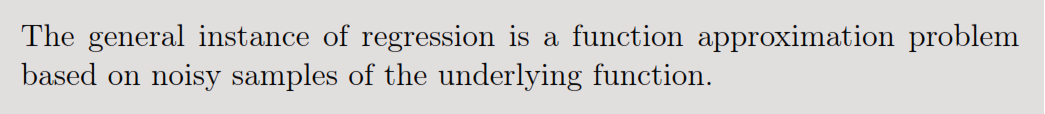 The general instance of regression is a function approximation problem
based on noisy samples of the underlying function.